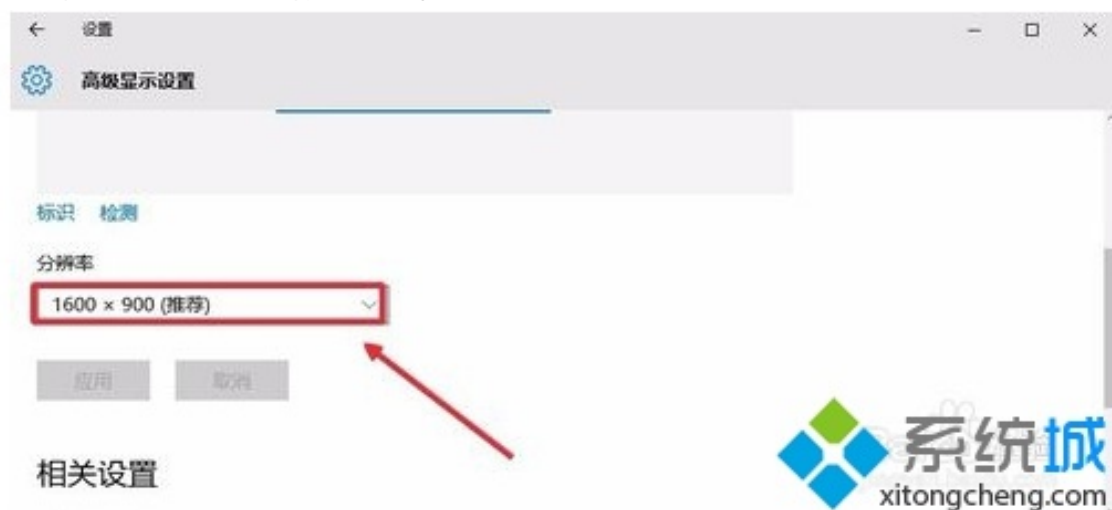 设置
高级显示设置
标识 检测
分辨率
1600 × 900 (推荐)
应用 取消
相关设置
系统城
xitongcheng.com